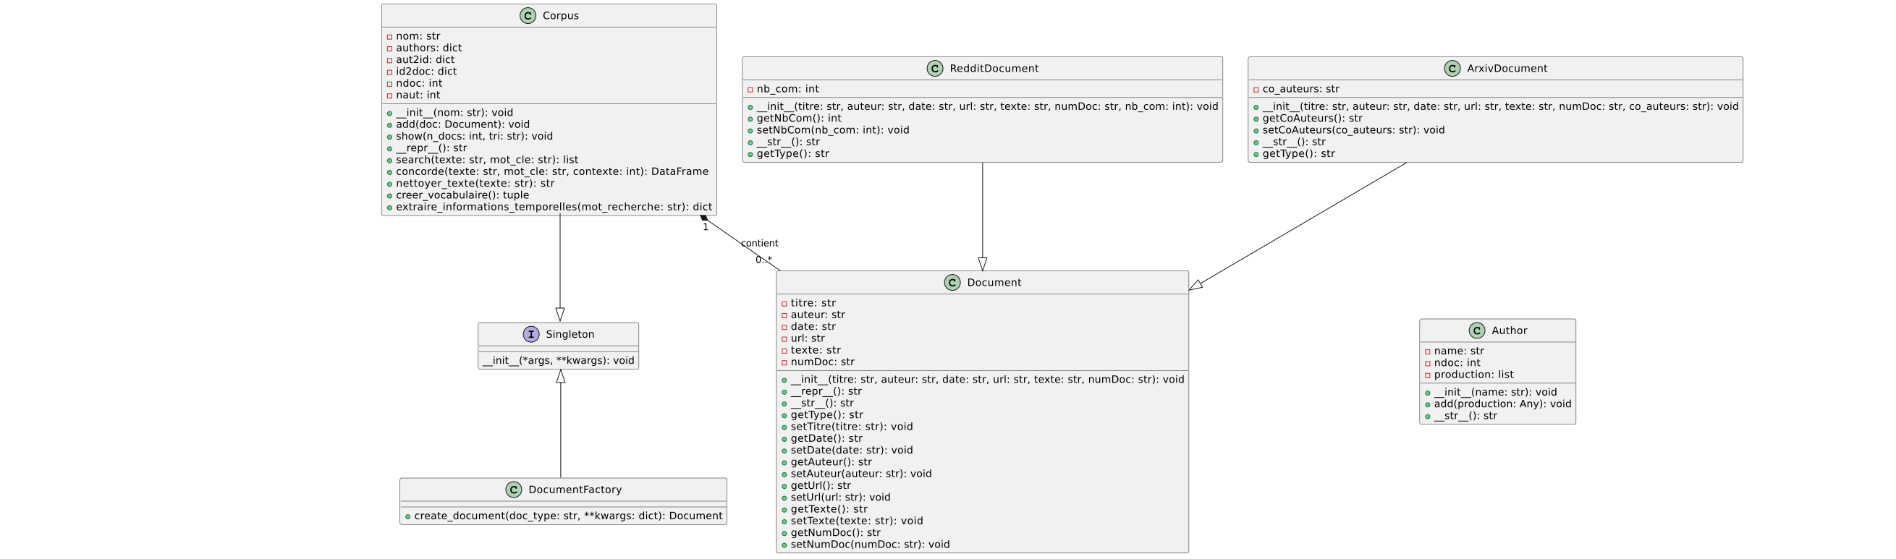 C Corpus
nom: str
authors: dict
aut2id: dict
id2doc: dict
ndoc: int
naut: int
__init__(nom: str): void
add(doc: Document): void
show(n_docs: int, tri: str): void
__repr__(): str
search(texte: str, mot_cle: str): list
concorde(texte: str, mot_cle: str, contexte: int): DataFrame
nettoyer_texte(texte: str): str
creer_vocabulaire(): tuple
extraire_informations_temporelles(mot_recherche: str): dict
C RedditDocument
nb_com: int
__init__(titre: str, auteur: str, date: str, url: str, texte: str, numDoc: str, nb_com: int): void
getNbCom(): int
setNbCom(nb_com: int): void
__str__(): str
getType(): str
C ArxivDocument
co_auteurs: str
__init__(titre: str, auteur: str, date: str, url: str, texte: str, numDoc: str, co_auteurs: str): void
getCoAuteurs(): str
setCoAuteurs(co_auteurs: str): void
__str__(): str
getType(): str
1
contient
0..*
I Singleton
__init__(*args, **kwargs): void
C Document
titre: str
auteur: str
date: str
url: str
texte: str
numDoc: str
__init__(titre: str, auteur: str, date: str, url: str, texte: str, numDoc: str): void
__repr__(): str
__str__(): str
getType(): str
setTitre(titre: str): void
getDate(): str
setDate(date: str): void
getAuteur(): str
setAuteur(auteur: str): void
getUrl(): str
setUrl(url: str): void
getTexte(): str
setTexte(texte: str): void
getNumDoc(): str
setNumDoc(numDoc: str): void
C Author
name: str
ndoc: int
production: list
__init__(name: str): void
add(production: Any): void
__str__(): str
C DocumentFactory
create_document(doc_type: str, **kwargs: dict): Document